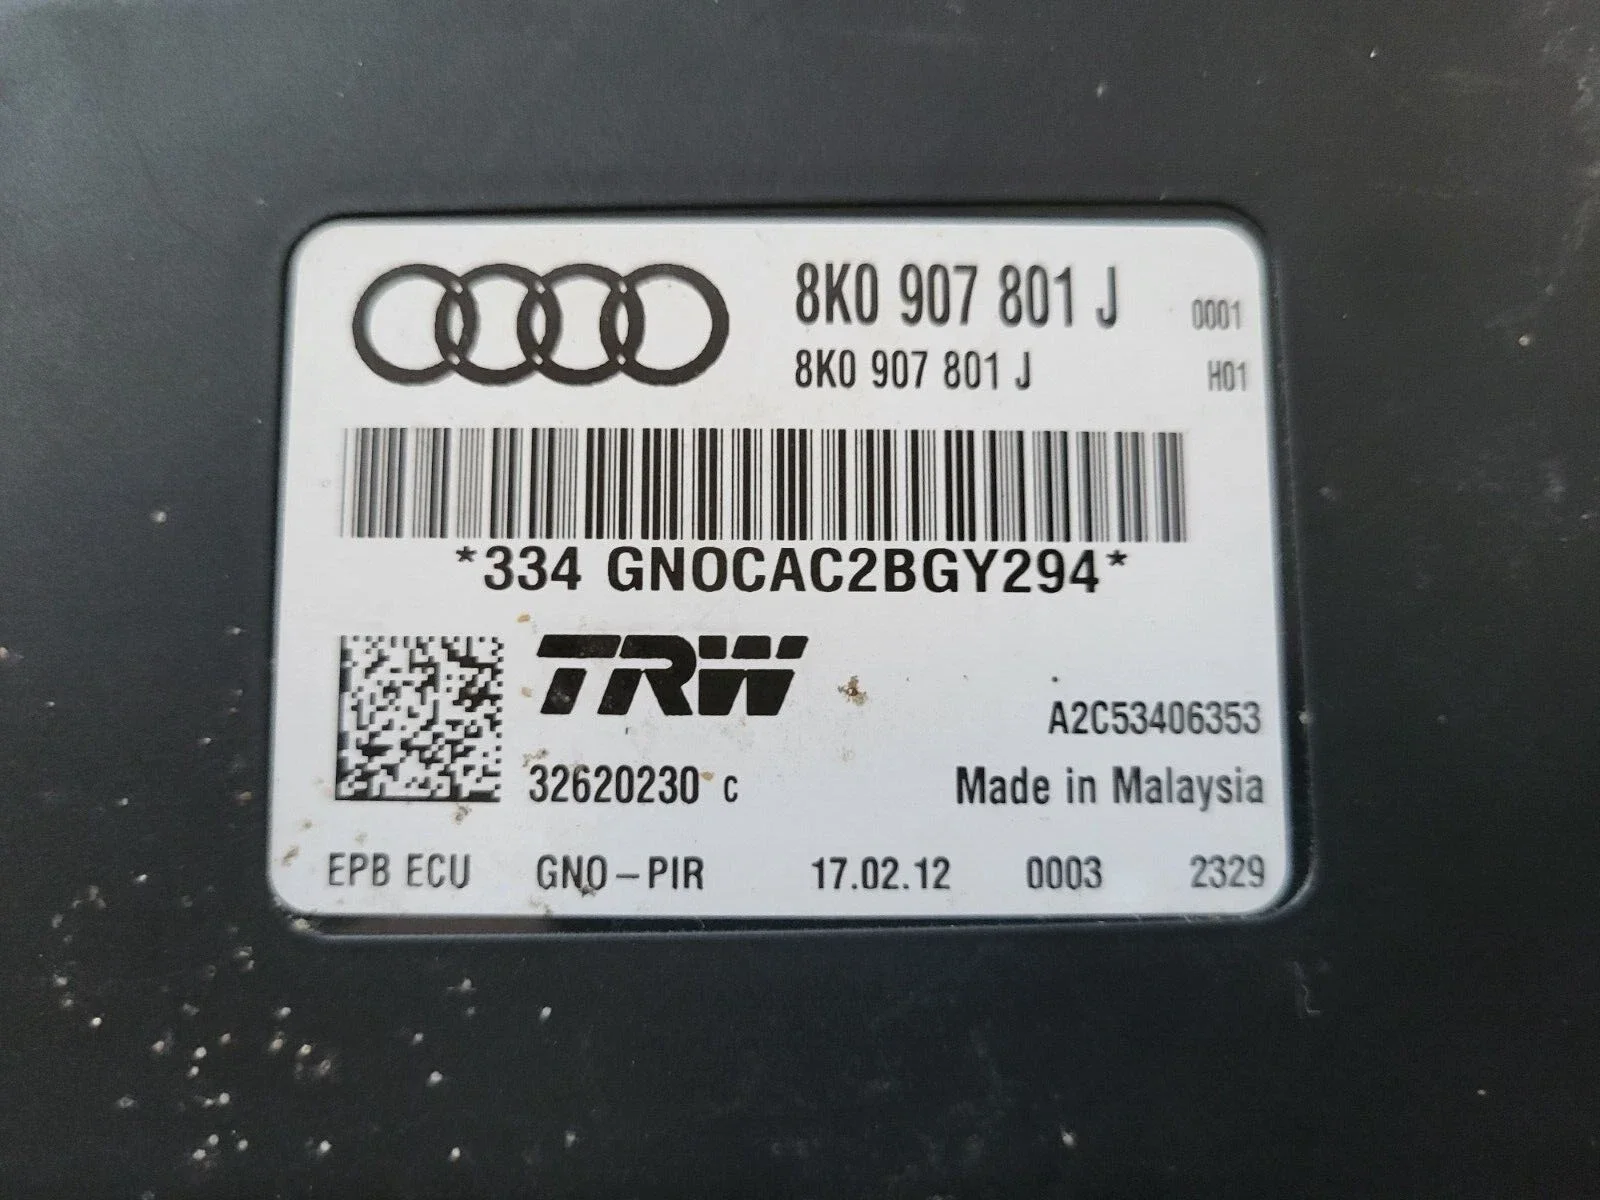 8K0 907 801 J 0001
8K0 907 801 J H01
*334 GNOCAC2BGY294*
TRW
A2C53406353
32620230 C Made in Malaysia
EPB ECU GNO-PIR 17.02.12 0003 2329